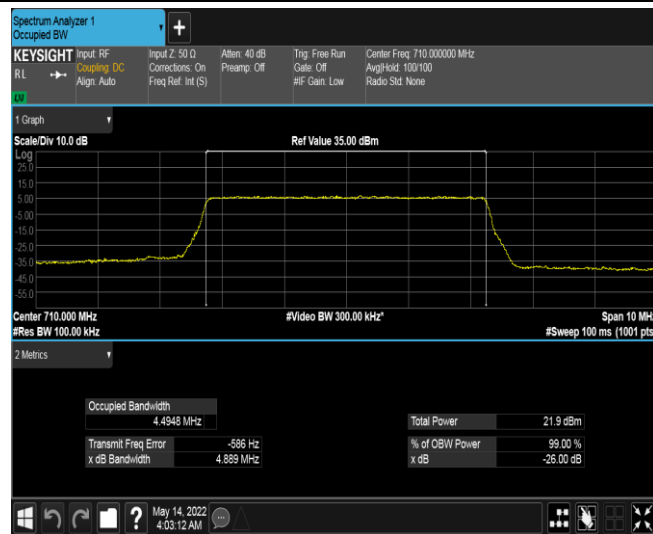 Spectrum Analyzer 1
Occupied BW
KEYSIGHT Input: RF Input Z: 50 Ω Atten: 40 dB Trig: Free Run Center Freq: 710.000000 MHz
RL Coupling: DC Corrections: On Preamp: Off Gate: Off Avg|Hold: 100/100
Align: Auto Freq Ref: Int (S) #IF Gain: Low Radio Std: None
1 Graph
Scale/Div 10.0 dB Ref Value 35.00 dBm
Log
25.0
15.0
5.00
-5.00
-15.0
-25.0
-35.0
-45.0
-55.0
Center 710.000 MHz #Video BW 300.00 kHz* Span 10 MHz
#Res BW 100.00 kHz #Sweep 100 ms (1001 pts
2 Metrics
Occupied Bandwidth
4.4948 MHz Total Power 21.9 dBm
Transmit Freq Error -586 Hz % of OBW Power 99.00 %
x dB Bandwidth 4.889 MHz x dB -26.00 dB
May 14, 2022
4:03:12 AM